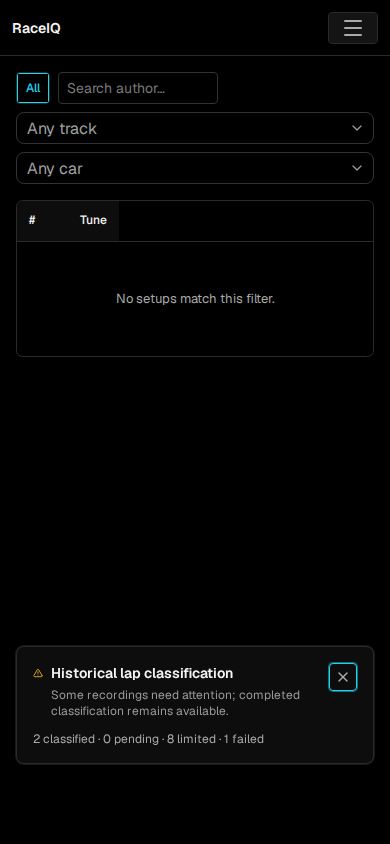 RaceIQ
All
Search author...
Any track
Any car
# Tune
No setups match this filter.
Historical lap classification
Some recordings need attention; completed
classification remains available.
2 classified · 0 pending · 8 limited · 1 failed